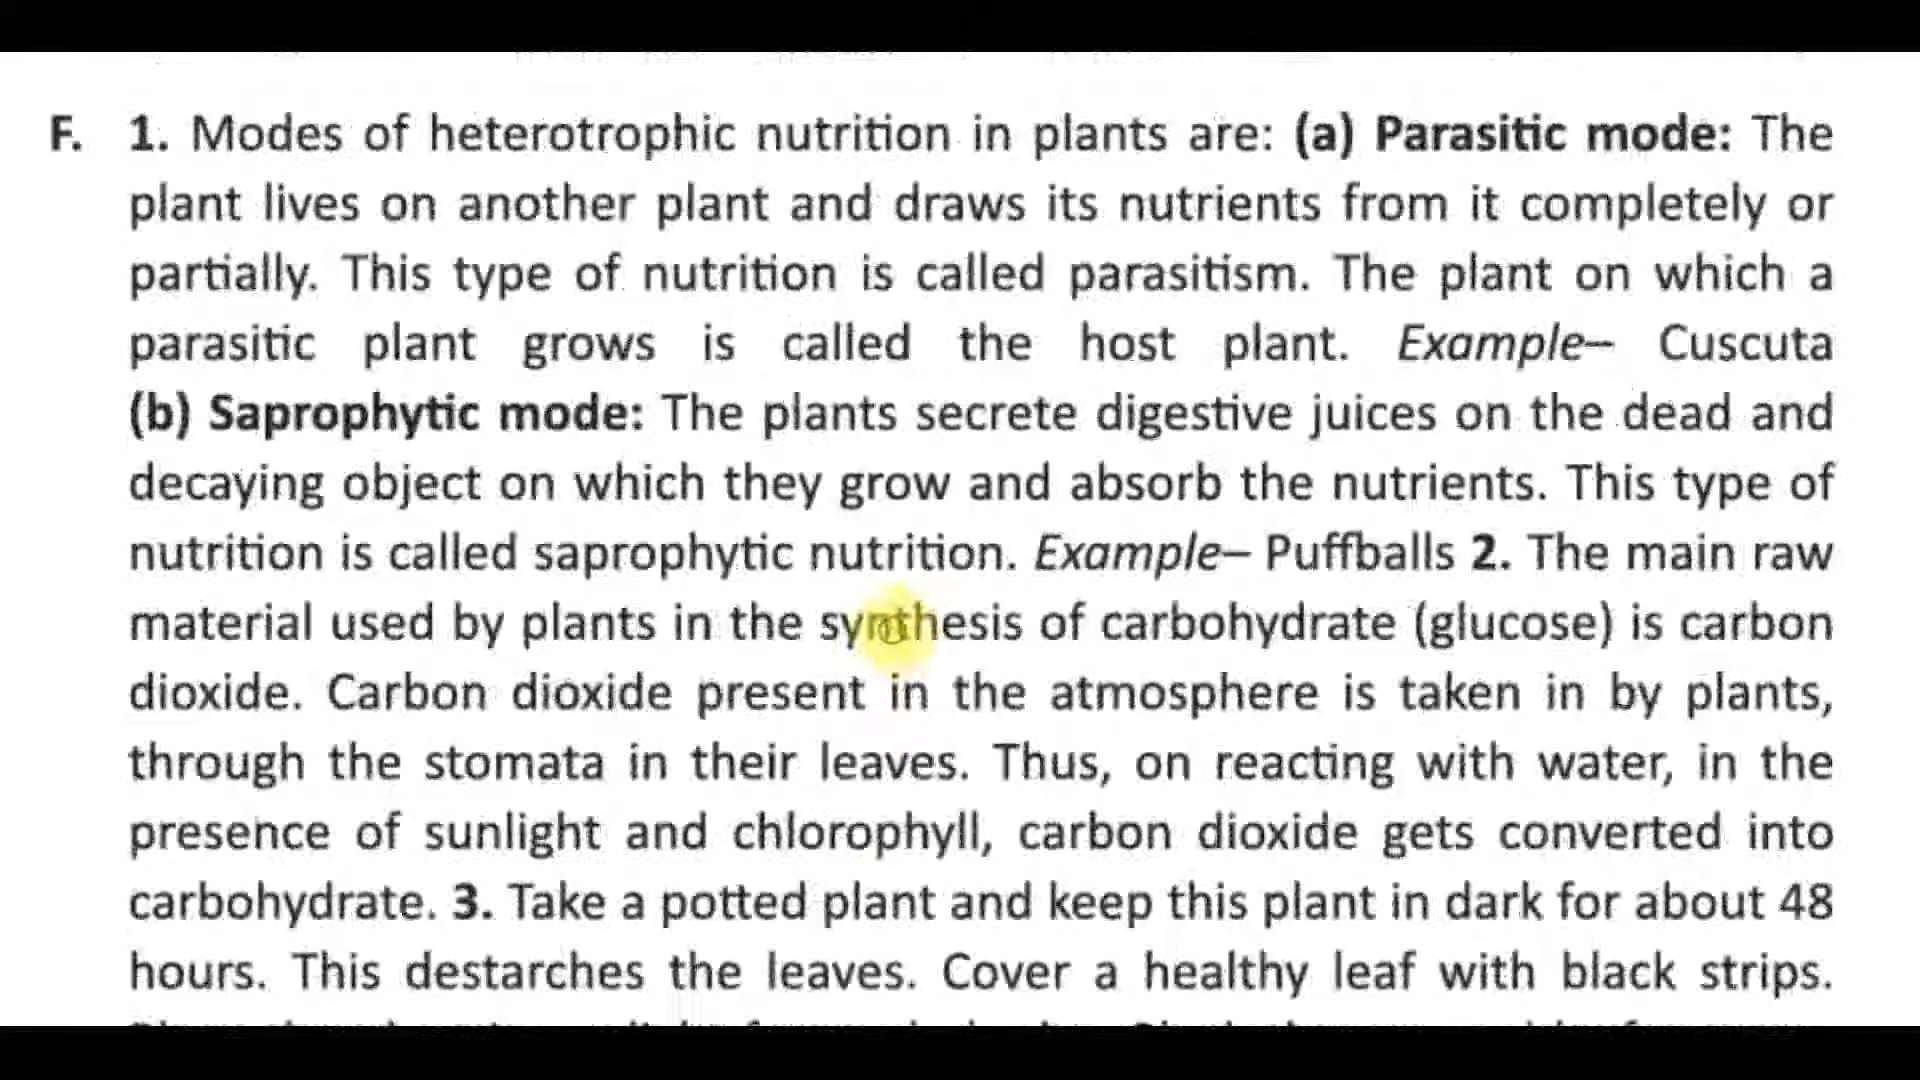 F. 1. Modes of heterotrophic nutrition in plants are: (a) Parasitic mode: The
plant lives on another plant and draws its nutrients from it completely or
partially. This type of nutrition is called parasitism. The plant on which a
parasitic plant grows is called the host plant. Example– Cuscuta
(b) Saprophytic mode: The plants secrete digestive juices on the dead and
decaying object on which they grow and absorb the nutrients. This type of
nutrition is called saprophytic nutrition. Example– Puffballs 2. The main raw
material used by plants in the synthesis of carbohydrate (glucose) is carbon
dioxide. Carbon dioxide present in the atmosphere is taken in by plants,
through the stomata in their leaves. Thus, on reacting with water, in the
presence of sunlight and chlorophyll, carbon dioxide gets converted into
carbohydrate. 3. Take a potted plant and keep this plant in dark for about 48
hours. This destarches the leaves. Cover a healthy leaf with black strips.